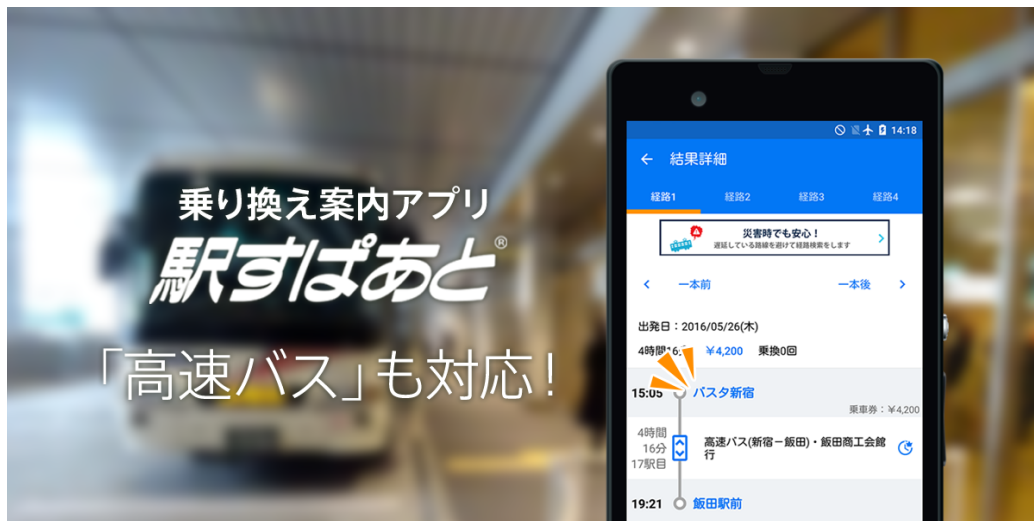 乗り換え案内アプリ
駅すぱあと®
「高速バス」も対応!
14:18
結果詳細
経路1 経路2 経路3 経路4
災害時でも安心!
遅延している路線を避けて経路検索をします
一本前 一本後
出発日:2016/05/26(木)
4時間16分 ¥4,200 乗換0回
15:05 バスタ新宿
乗車券:¥4,200
4時間
16分
17駅目
高速バス(新宿－飯田)・飯田商工会館
行
19:21 飯田駅前